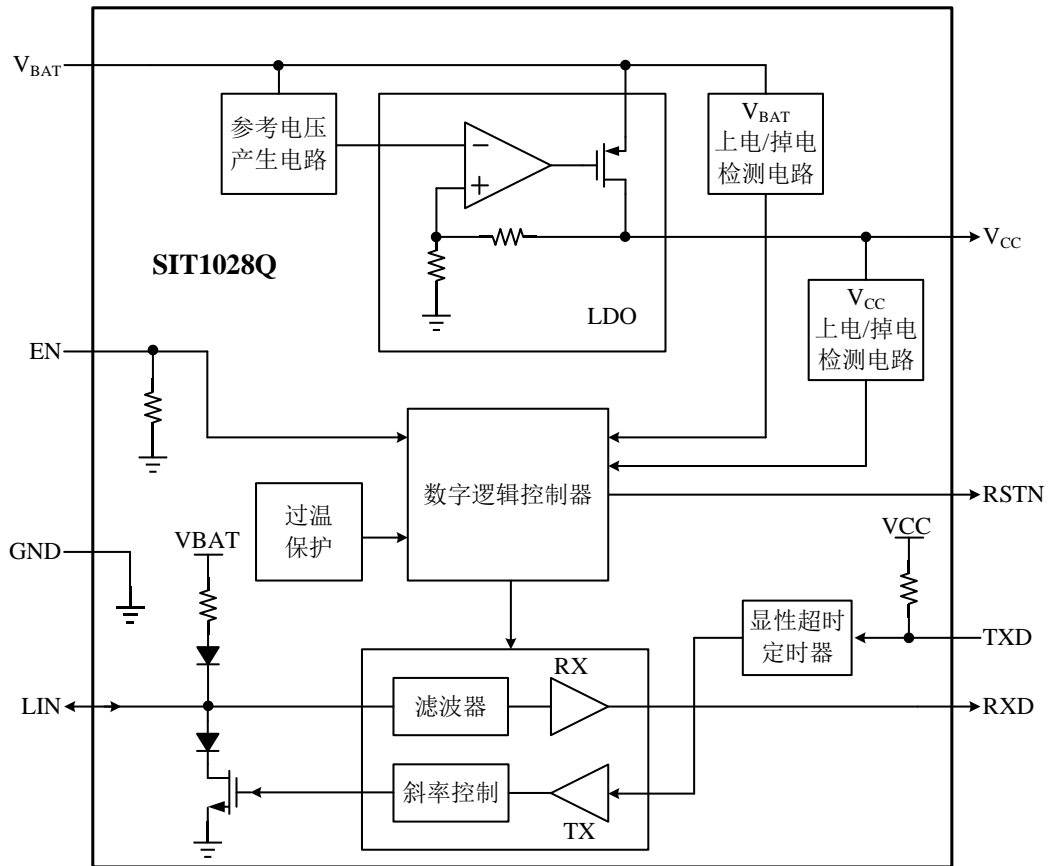 VBAT
参考电压
产生电路
−
+
LDO
VBAT
上电/掉电
检测电路
VCC
SIT1028Q
VCC
上电/掉电
检测电路
EN
数字逻辑控制器
RSTN
过温
保护
GND
VBAT
VCC
显性超时
定时器
TXD
LIN
滤波器
RX
RXD
斜率控制
TX